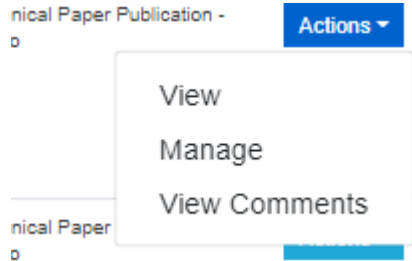 nical Paper Publication -
o
Actions
View
Manage
View Comments
nical Paper
o